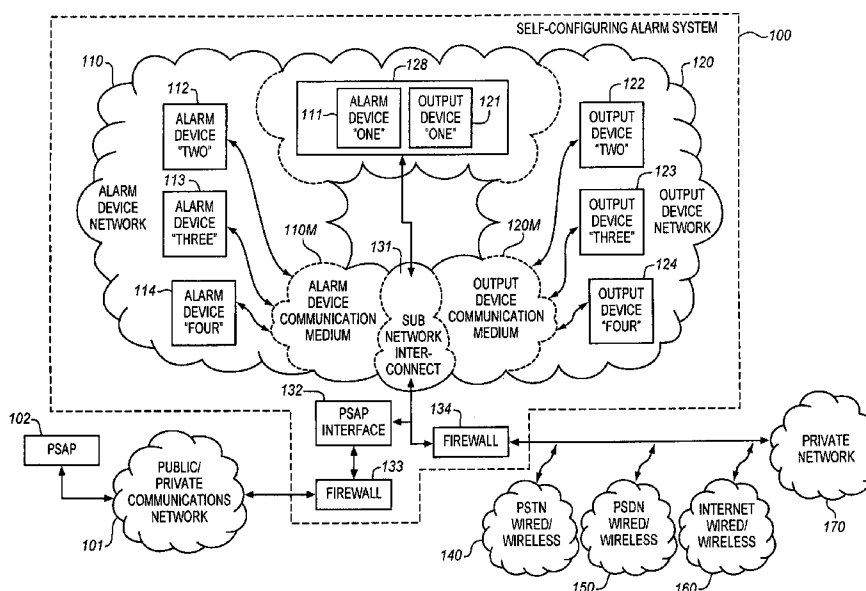 SELF-CONFIGURING ALARM SYSTEM
100
110
128
120
112
ALARM
DEVICE
"TWO"
111
ALARM
DEVICE
"ONE"
OUTPUT
DEVICE
"ONE"
121
122
OUTPUT
DEVICE
"TWO"
113
ALARM
DEVICE
"THREE"
ALARM DEVICE
NETWORK
123
OUTPUT
DEVICE
"THREE"
OUTPUT DEVICE
NETWORK
110M
131
120M
114
ALARM
DEVICE
"FOUR"
ALARM
DEVICE
COMMUNICATION
MEDIUM
SUB
NETWORK
INTER-
CONNECT
OUTPUT
DEVICE
COMMUNICATION
MEDIUM
124
OUTPUT
DEVICE
"FOUR"
132
PSAP
INTERFACE
134
FIREWALL
102
PSAP
PUBLIC/
PRIVATE
COMMUNICATIONS
NETWORK
101
133
FIREWALL
PRIVATE
NETWORK
170
PSTN
WIRED/
WIRELESS
140
PSDN
WIRED/
WIRELESS
150
INTERNET
WIRED/
WIRELESS
160